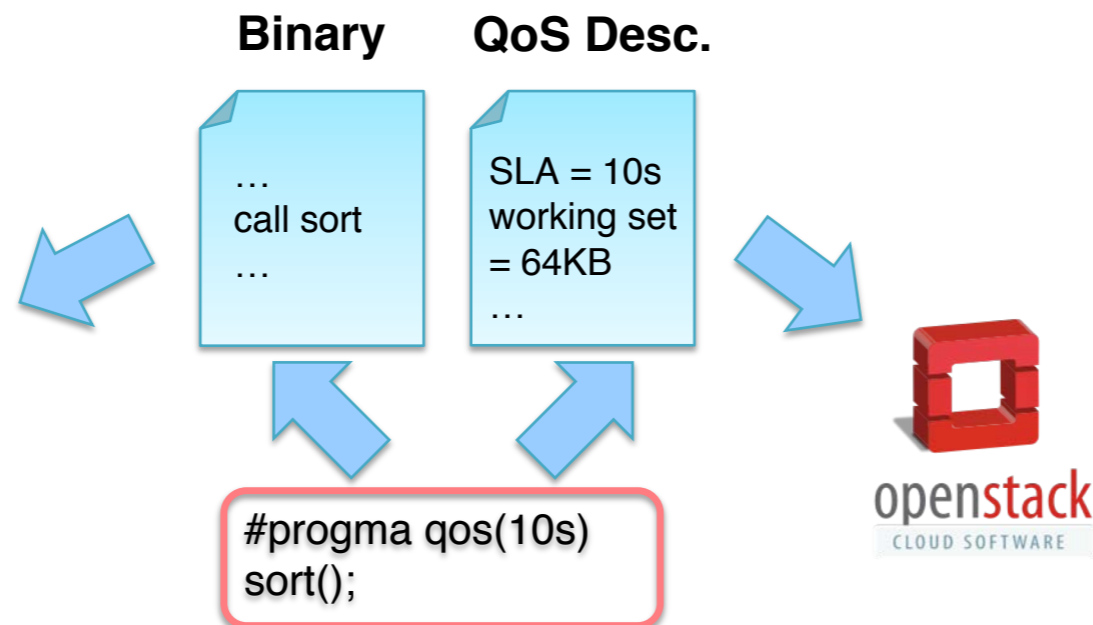 Binary
QoS Desc.
…
call sort
…
SLA = 10s
working set
= 64KB
…
#progma qos(10s)
sort();
openstack
CLOUD SOFTWARE